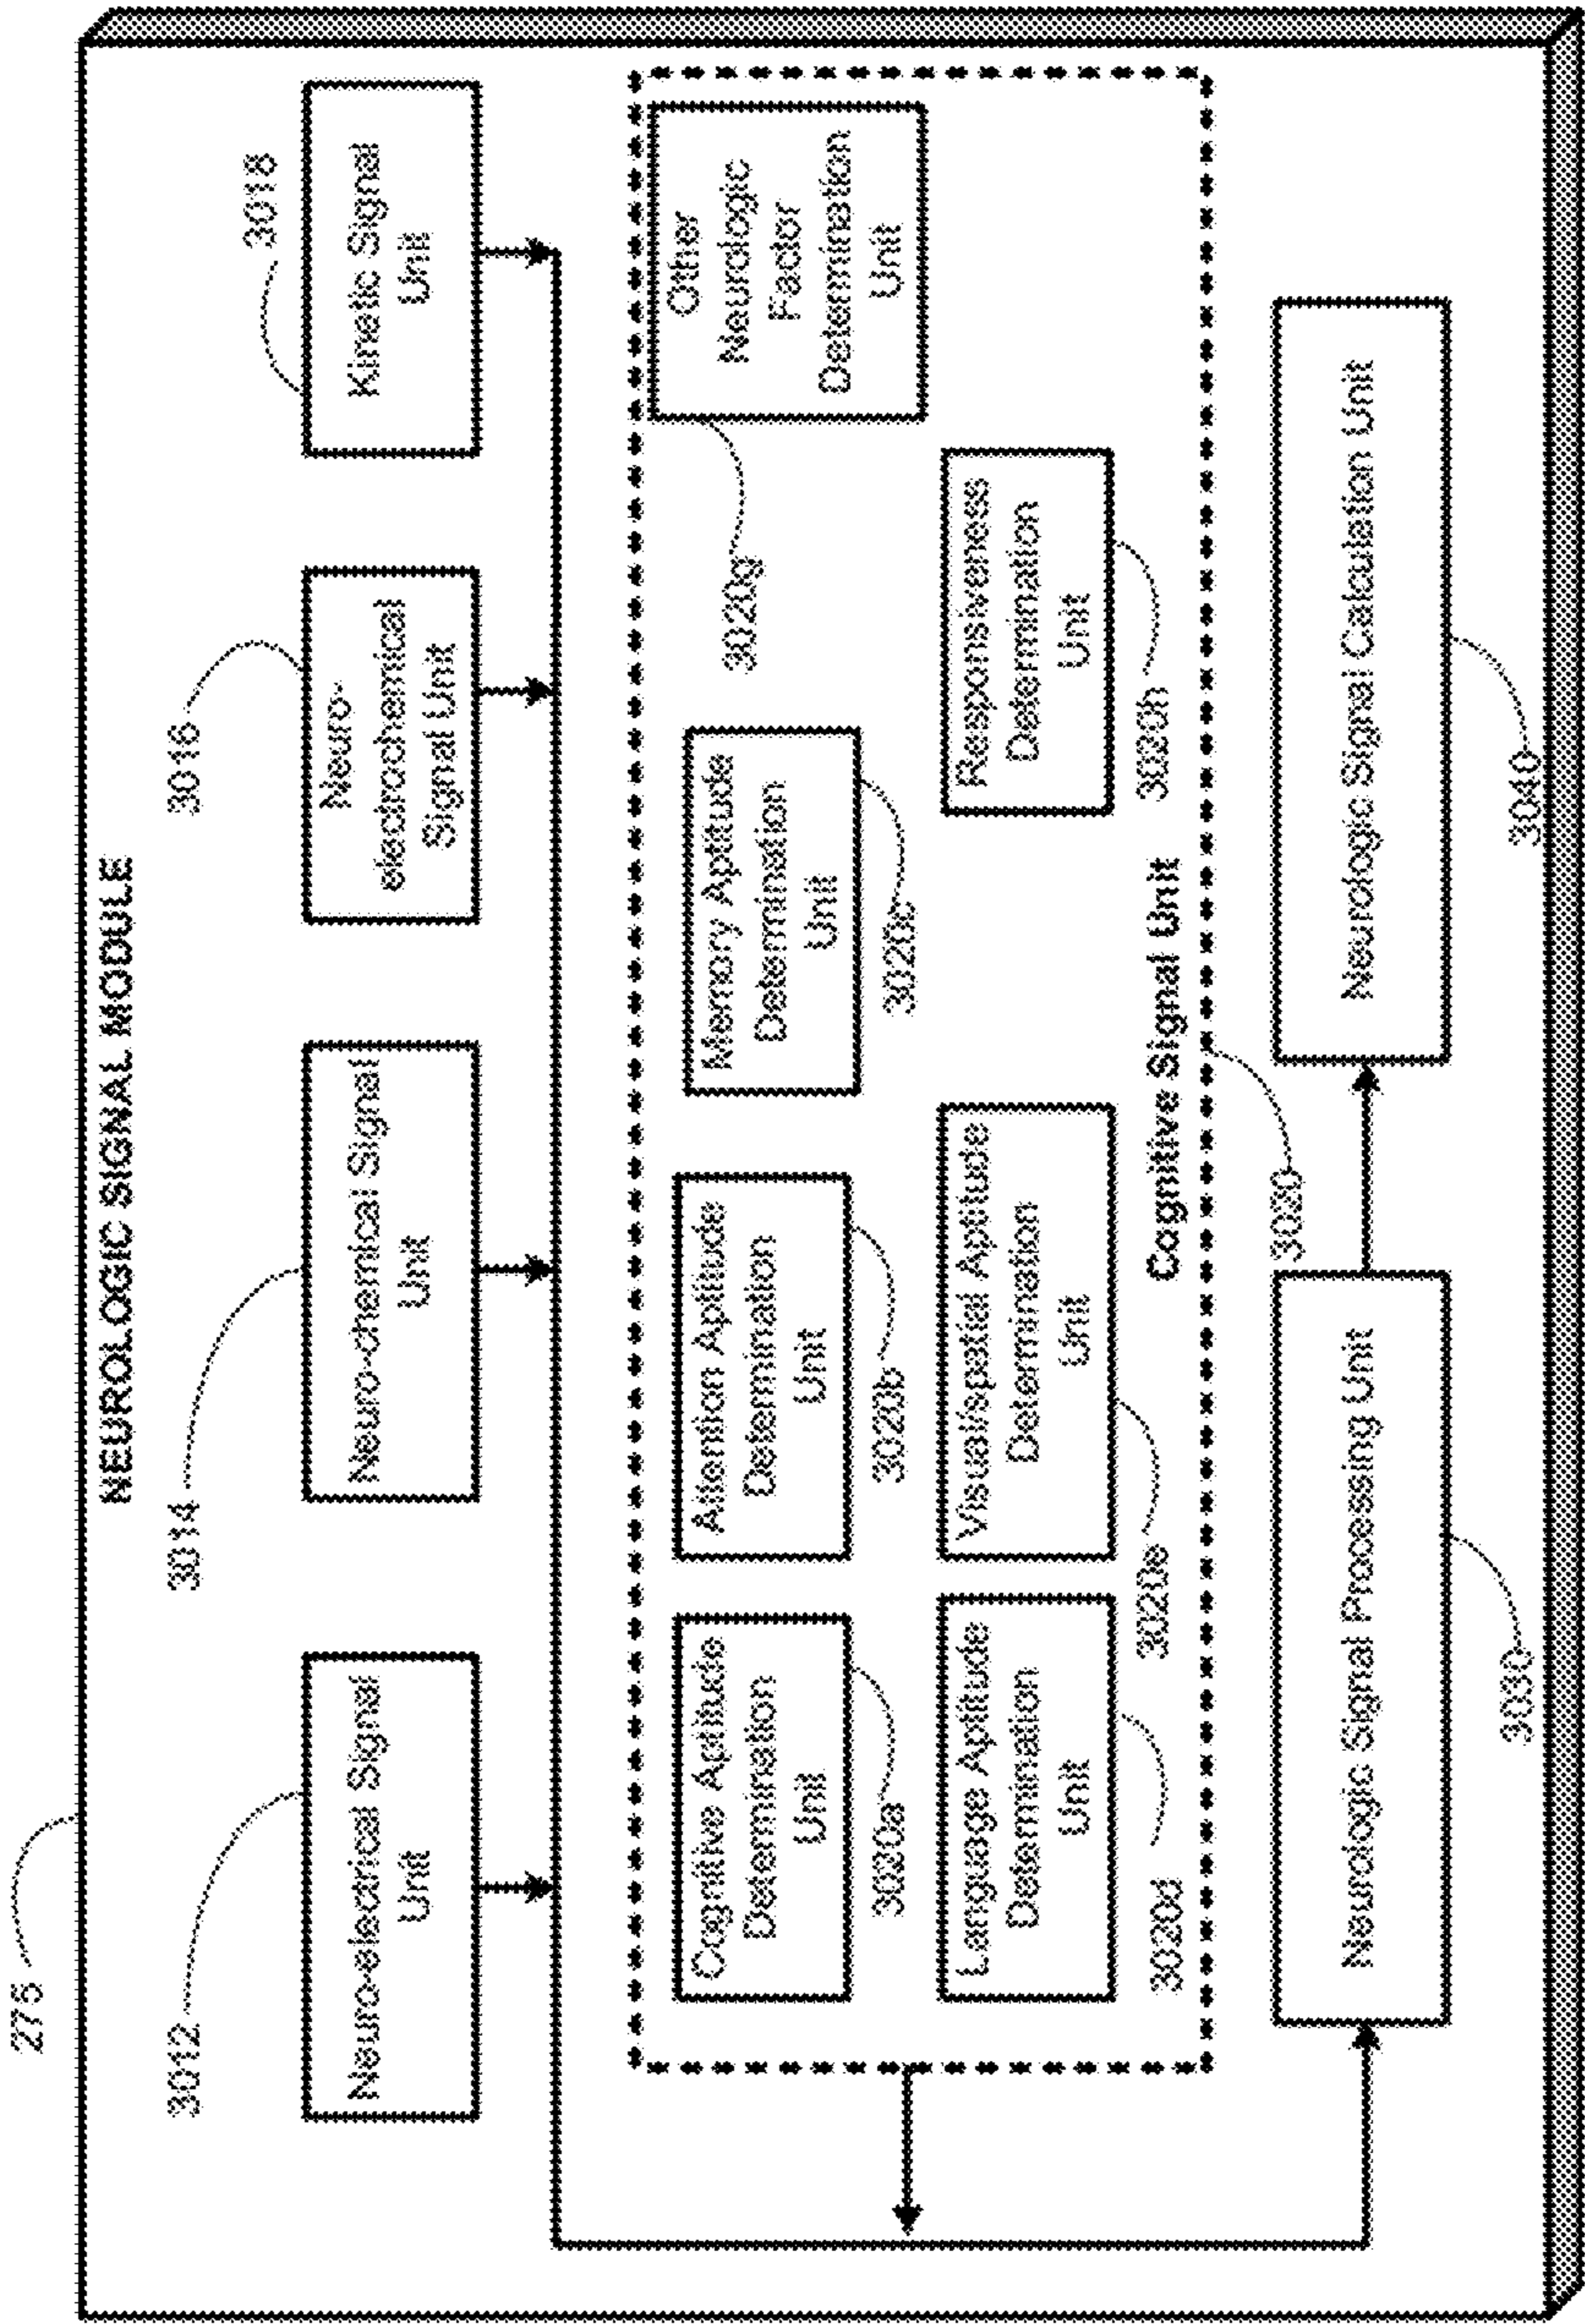 275
NEUROLOGIC SIGNAL MODULE
3012
3014
3016
3018
Neuro-electrical Signal
Unit
Neuro-chemical Signal
Unit
Neuro-
electrochemical
Signal Unit
Kinetic Signal
Unit
Cognitive Aptitude
Determination
Unit
3020a
Attention Aptitude
Determination
Unit
3020b
Memory Aptitude
Determination
Unit
3020c
Other
Neurologic
Factor
Determination
Unit
3020g
Language Aptitude
Determination
Unit
3020d
Visual/spatial Aptitude
Determination
Unit
3020e
Responsiveness
Determination
Unit
3020h
Cognitive Signal Unit
3020
Neurologic Signal Processing Unit
3030
Neurologic Signal Calculation Unit
3040